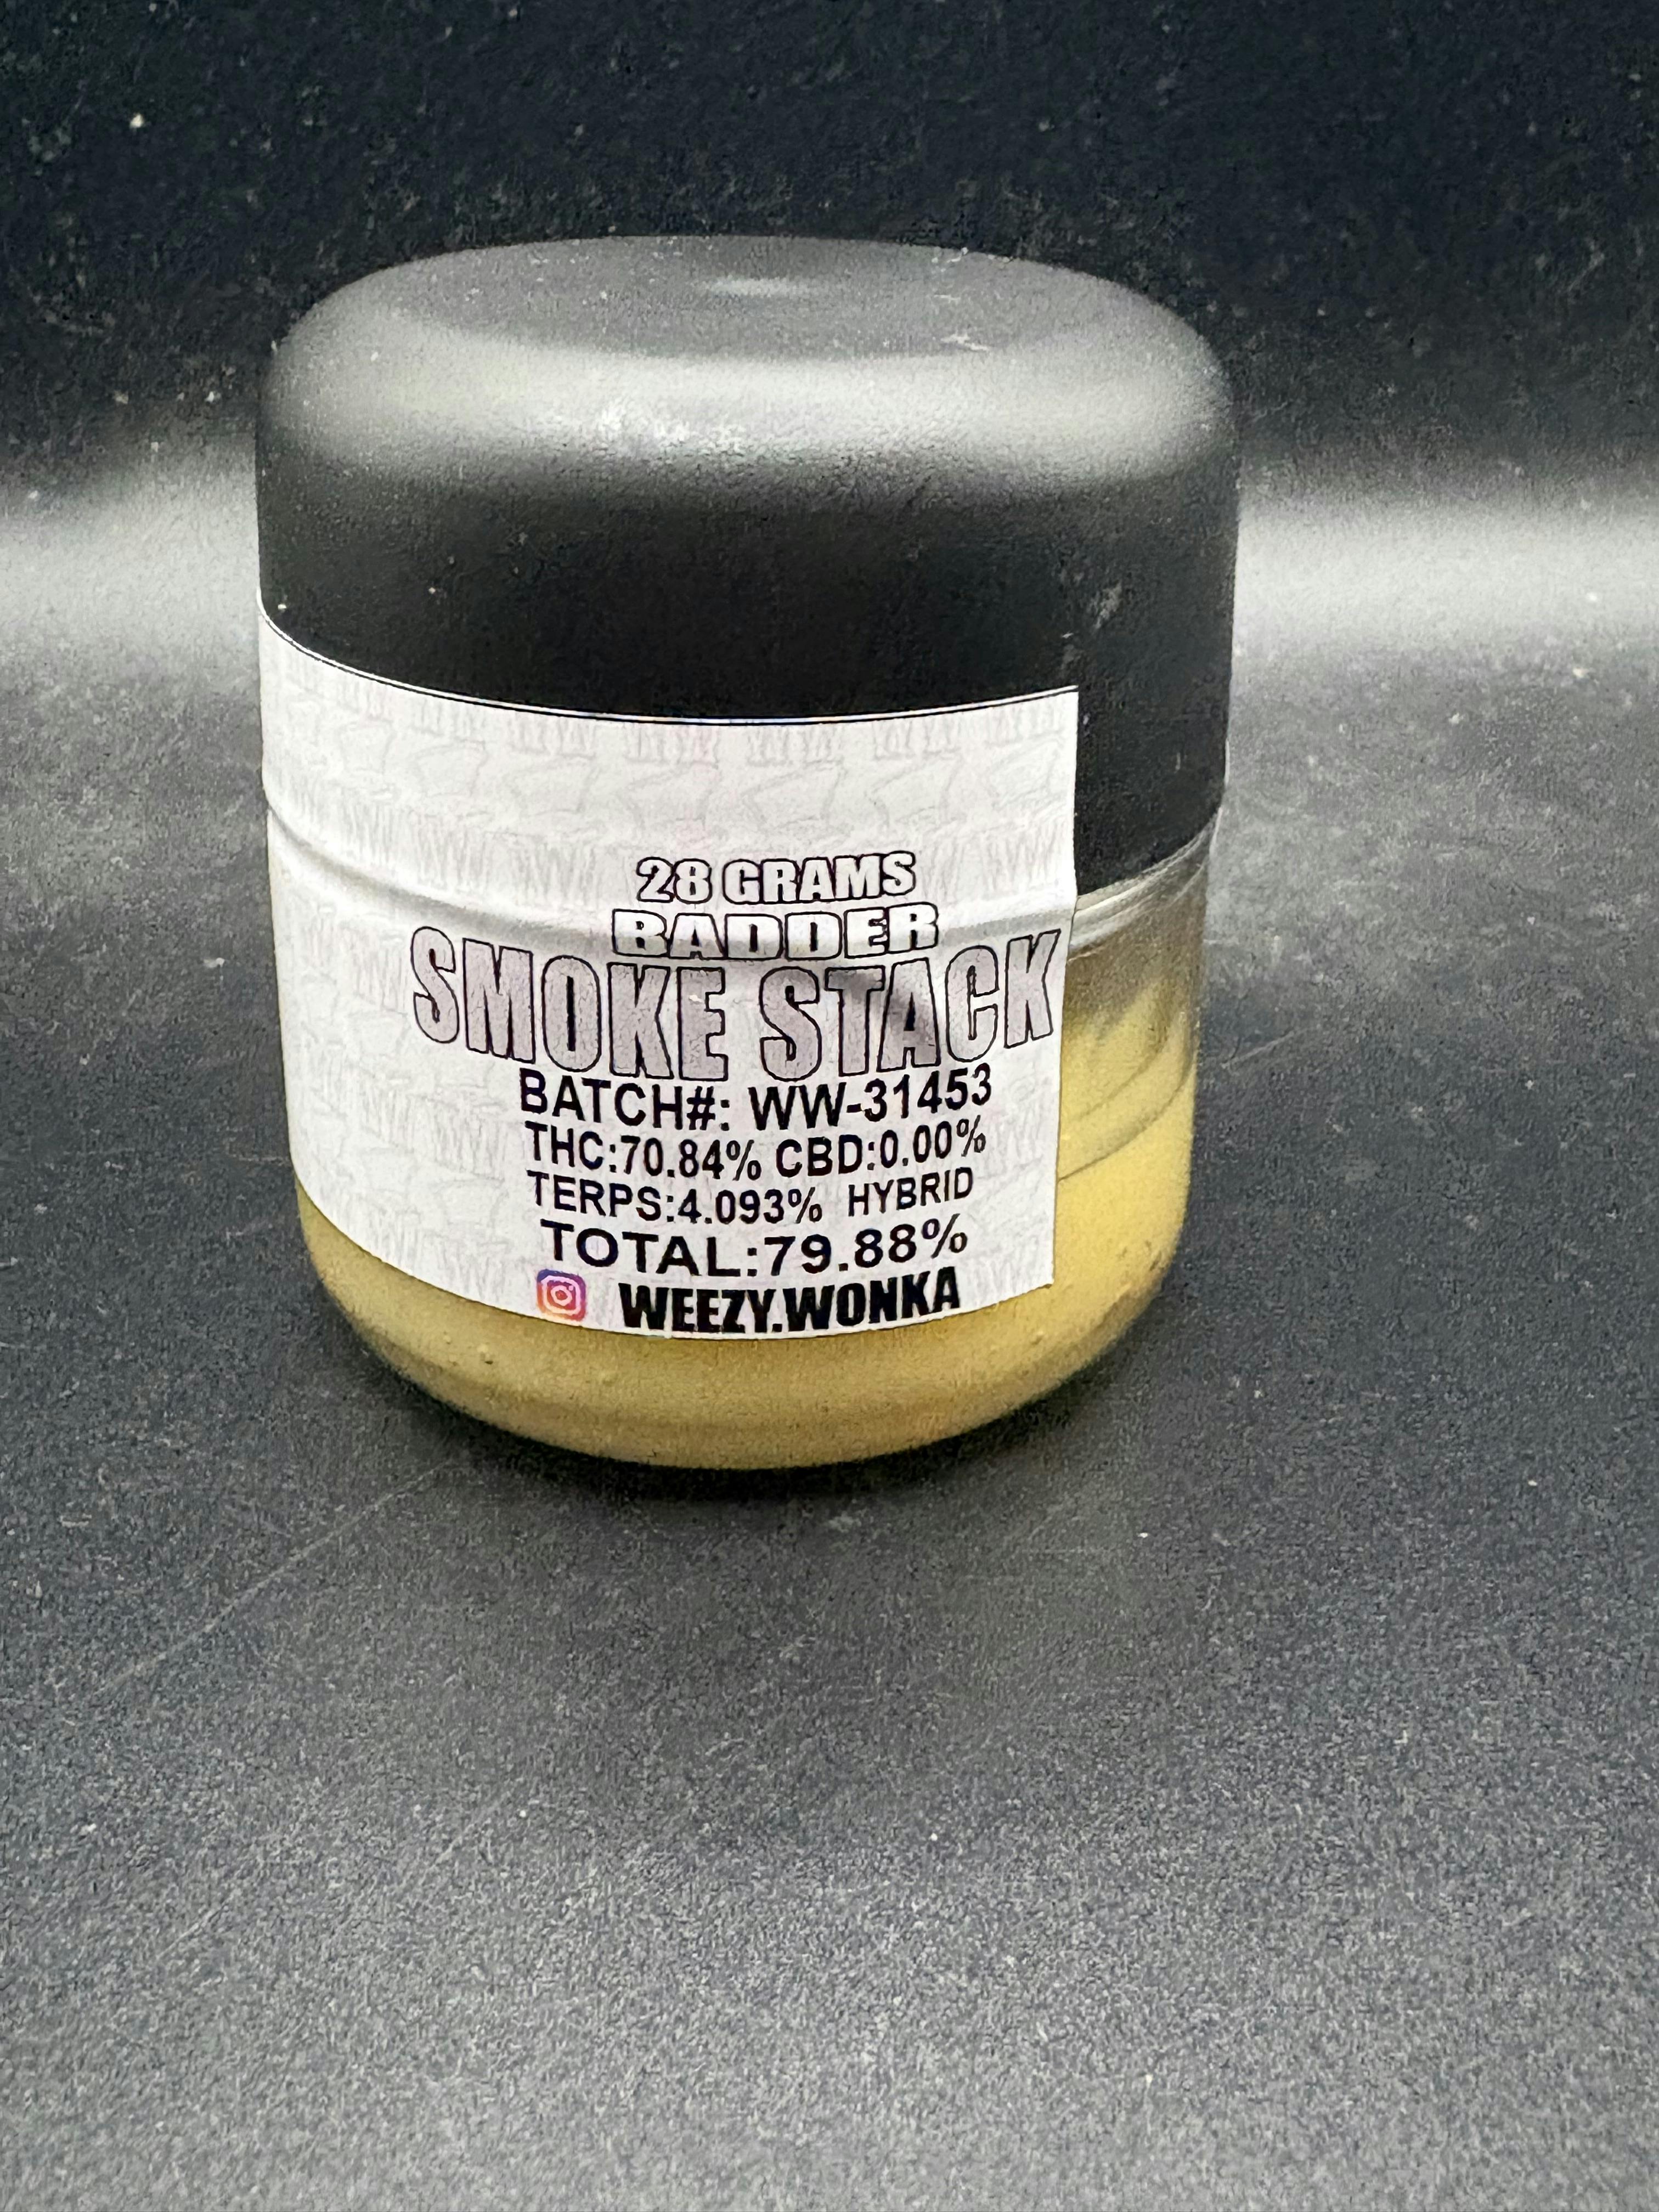 28 GRAMS
BADDER
SMOKE STACK
BATCH#: WW-31453
THC:70.84% CBD:0.00%
TERPS:4.093% HYBRID
TOTAL:79.88%
WEEZY.WONKA